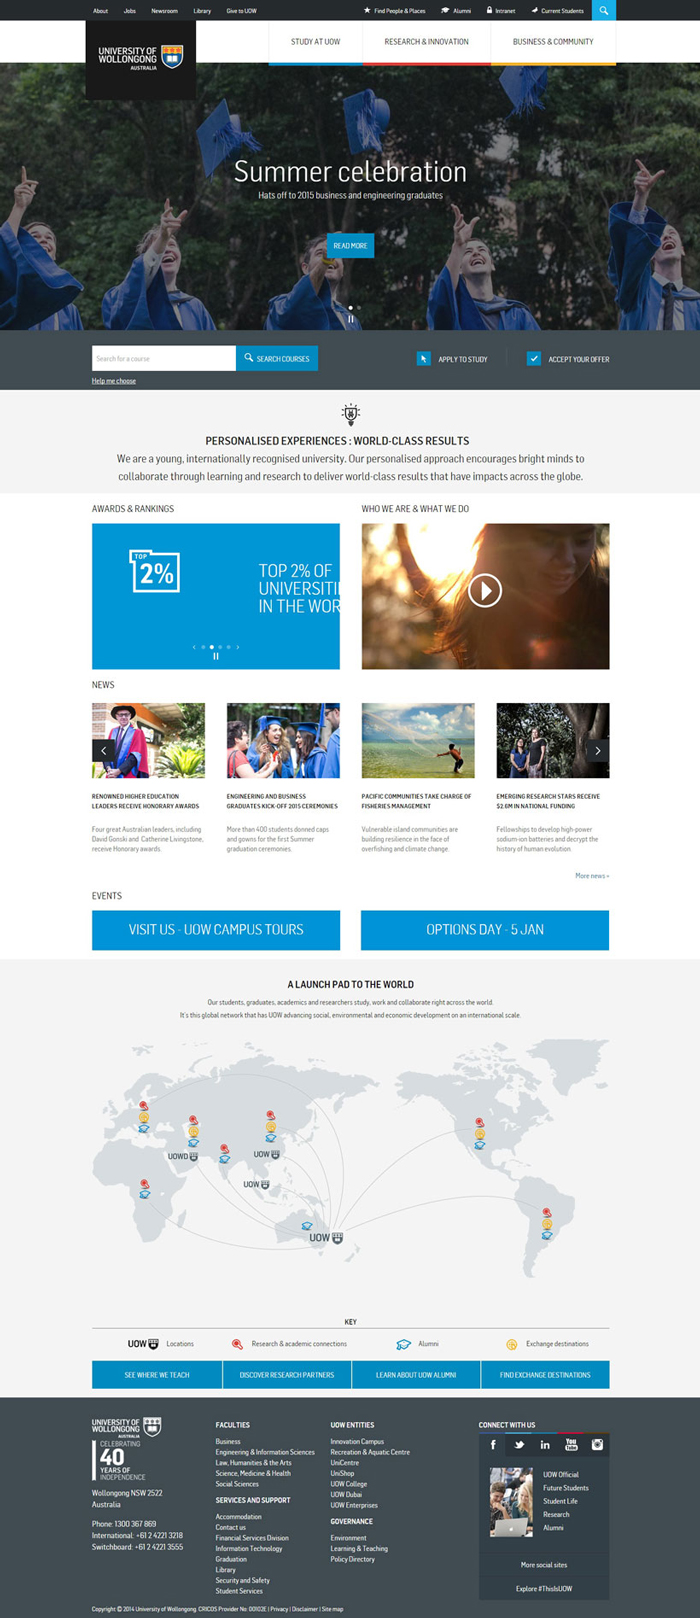 About Jobs Newsroom Library Give to UOW Find People & Places Alumni Intranet Current Students
UNIVERSITY OF
WOLLONGONG
AUSTRALIA
STUDY AT UOW RESEARCH & INNOVATION BUSINESS & COMMUNITY
Summer celebration
Hats off to 2015 business and engineering graduates
READ MORE
Search for a course SEARCH COURSES APPLY TO STUDY ACCEPT YOUR OFFER
Help me choose
PERSONALISED EXPERIENCES : WORLD-CLASS RESULTS
We are a young, internationally recognised university. Our personalised approach encourages bright minds to
collaborate through learning and research to deliver world-class results that have impacts across the globe.
AWARDS & RANKINGS
TOP
2%
TOP 2% OF
UNIVERSITI
IN THE WOR
WHO WE ARE & WHAT WE DO
NEWS
RENOWNED HIGHER EDUCATION
LEADERS RECEIVE HONORARY AWARDS
Four great Australian leaders, including
David Gonski and Catherine Livingstone,
receive Honorary awards.
ENGINEERING AND BUSINESS
GRADUATES KICK-OFF 2015 CEREMONIES
More than 400 students donned caps
and gowns for the first Summer
graduation ceremonies.
PACIFIC COMMUNITIES TAKE CHARGE OF
FISHERIES MANAGEMENT
Vulnerable island communities are
building resilience in the face of
overfishing and climate change.
EMERGING RESEARCH STARS RECEIVE
$2.6M IN NATIONAL FUNDING
Fellowships to develop high-power
sodium-ion batteries and decrypt the
history of human evolution.
More news »
EVENTS
VISIT US - UOW CAMPUS TOURS
OPTIONS DAY - 5 JAN
A LAUNCH PAD TO THE WORLD
Our students, graduates, academics and researchers study, work and collaborate right across the world.
It's this global network that has UOW advancing social, environmental and economic development on an international scale.
UOWD
UOW
UOW
UOW
KEY
UOW Locations Research & academic connections Alumni Exchange destinations
SEE WHERE WE TEACH DISCOVER RESEARCH PARTNERS LEARN ABOUT UOW ALUMNI FIND EXCHANGE DESTINATIONS
UNIVERSITY OF
WOLLONGONG
AUSTRALIA
CELEBRATING
40
YEARS OF
INDEPENDENCE
Wollongong NSW 2522
Australia
Phone: 1300 367 869
International: +61 2 4221 3218
Switchboard: +61 2 4221 3555
FACULTIES
Business
Engineering & Information Sciences
Law, Humanities & the Arts
Science, Medicine & Health
Social Sciences
SERVICES AND SUPPORT
Accommodation
Contact us
Financial Services Division
Information Technology
Graduation
Library
Security and Safety
Student Services
UOW ENTITIES
Innovation Campus
Recreation & Aquatic Centre
UniCentre
UniShop
UOW College
UOW Dubai
UOW Enterprises
GOVERNANCE
Environment
Learning & Teaching
Policy Directory
CONNECT WITH US
f in You Tube
UOW Official
Future Students
Student Life
Research
Alumni
More social sites
Explore #ThisIsUOW
Copyright © 2014 University of Wollongong CRICOS Provider No: 00102E | Privacy | Disclaimer | Site map